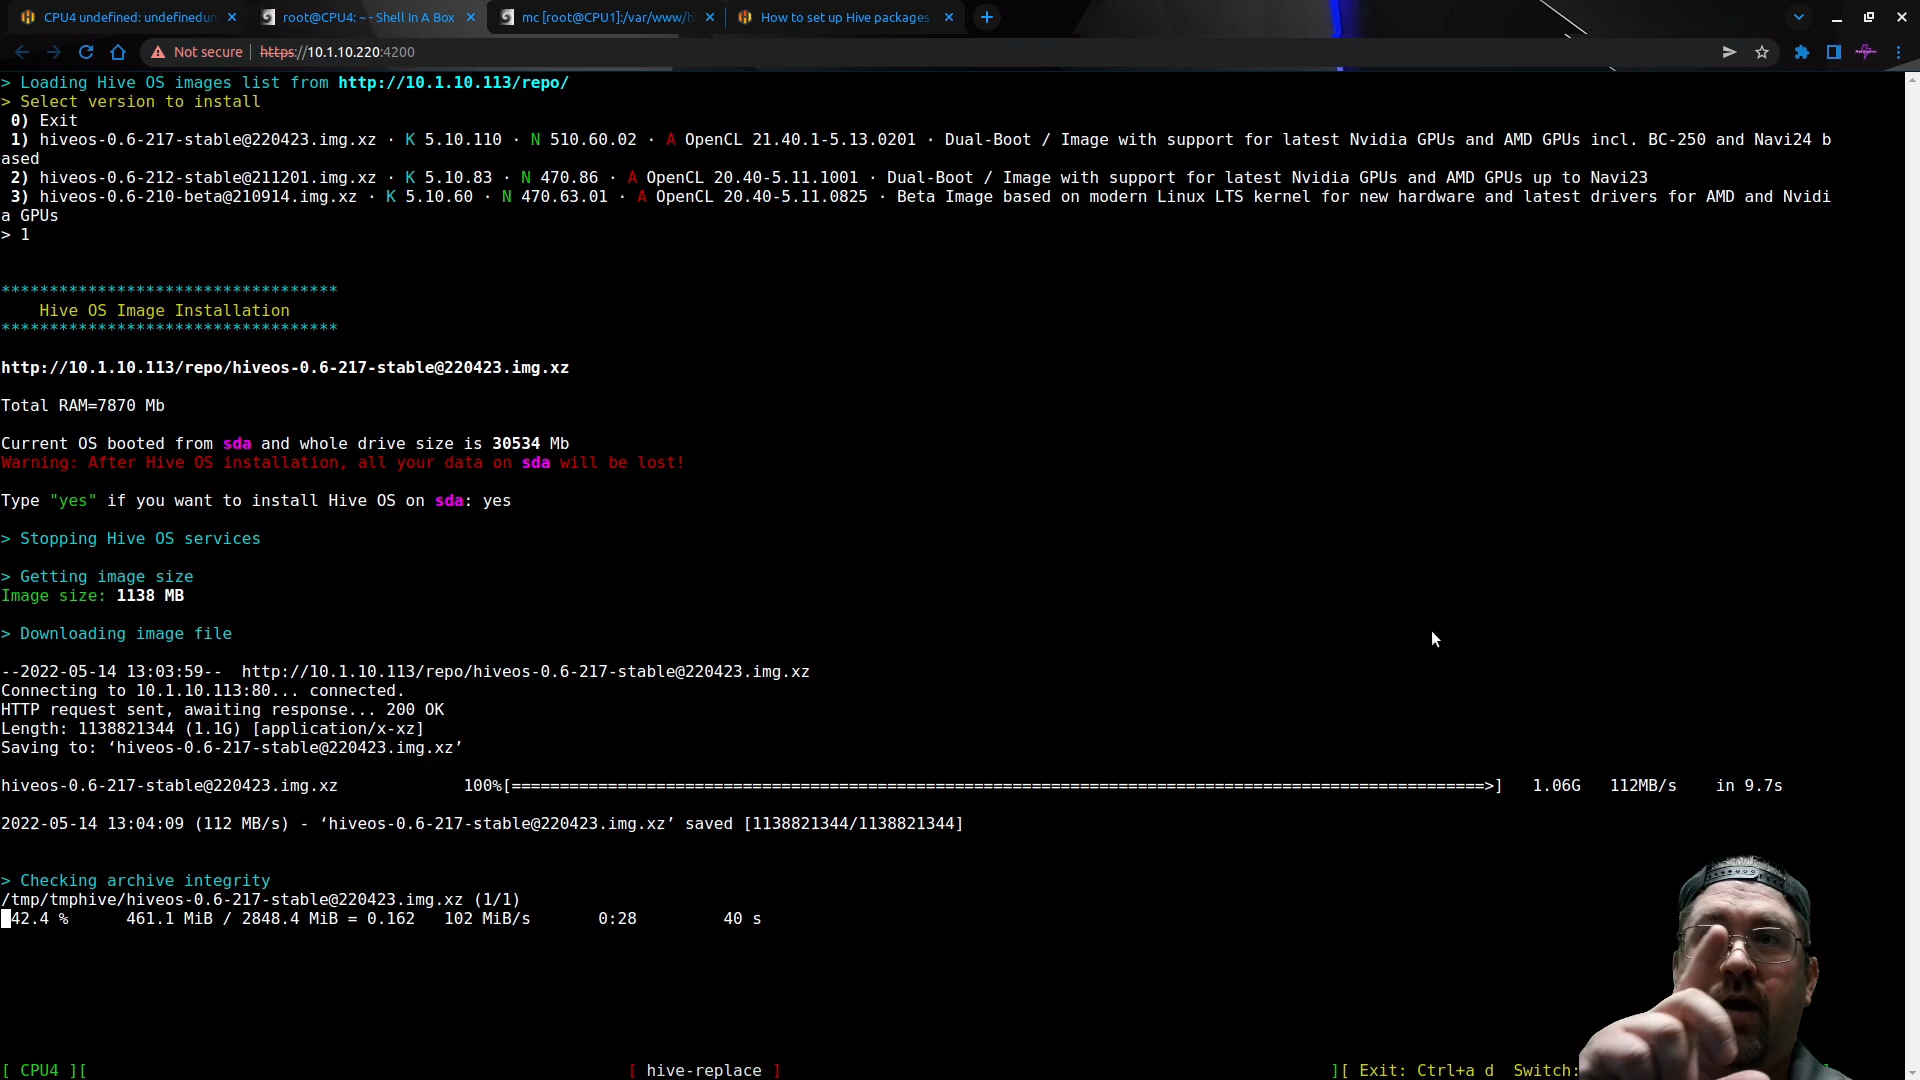 CPU4 undefined: undefinedun
root@CPU4: ~ - Shell In A Box
mc [root@CPU1]:/var/www/h
How to set up Hive packages
Not secure | https://10.1.10.220:4200
> Loading Hive OS images list from http://10.1.10.113/repo/
> Select version to install
0) Exit
1) hiveos-0.6-217-stable@220423.img.xz · K 5.10.110 · N 510.60.02 · A OpenCL 21.40.1-5.13.0201 · Dual-Boot / Image with support for latest Nvidia GPUs and AMD GPUs incl. BC-250 and Navi24 b
ased
2) hiveos-0.6-212-stable@211201.img.xz · K 5.10.83 · N 470.86 · A OpenCL 20.40-5.11.1001 · Dual-Boot / Image with support for latest Nvidia GPUs and AMD GPUs up to Navi23
3) hiveos-0.6-210-beta@210914.img.xz · K 5.10.60 · N 470.63.01 · A OpenCL 20.40-5.11.0825 · Beta Image based on modern Linux LTS kernel for new hardware and latest drivers for AMD and Nvidi
a GPUs
> 1
***********************************
Hive OS Image Installation
***********************************
http://10.1.10.113/repo/hiveos-0.6-217-stable@220423.img.xz
Total RAM=7870 Mb
Current OS booted from sda and whole drive size is 30534 Mb
Warning: After Hive OS installation, all your data on sda will be lost!
Type "yes" if you want to install Hive OS on sda: yes
> Stopping Hive OS services
> Getting image size
Image size: 1138 MB
> Downloading image file
--2022-05-14 13:03:59--  http://10.1.10.113/repo/hiveos-0.6-217-stable@220423.img.xz
Connecting to 10.1.10.113:80... connected.
HTTP request sent, awaiting response... 200 OK
Length: 1138821344 (1.1G) [application/x-xz]
Saving to: ‘hiveos-0.6-217-stable@220423.img.xz’
hiveos-0.6-217-stable@220423.img.xz 100%[=====================================================================================================>] 1.06G 112MB/s in 9.7s
2022-05-14 13:04:09 (112 MB/s) - ‘hiveos-0.6-217-stable@220423.img.xz’ saved [1138821344/1138821344]
> Checking archive integrity
/tmp/tmphive/hiveos-0.6-217-stable@220423.img.xz (1/1)
42.4 % 461.1 MiB / 2848.4 MiB = 0.162 102 MiB/s 0:28 40 s
[ CPU4 ][ [ hive-replace ] ][ Exit: Ctrl+a d Switch: